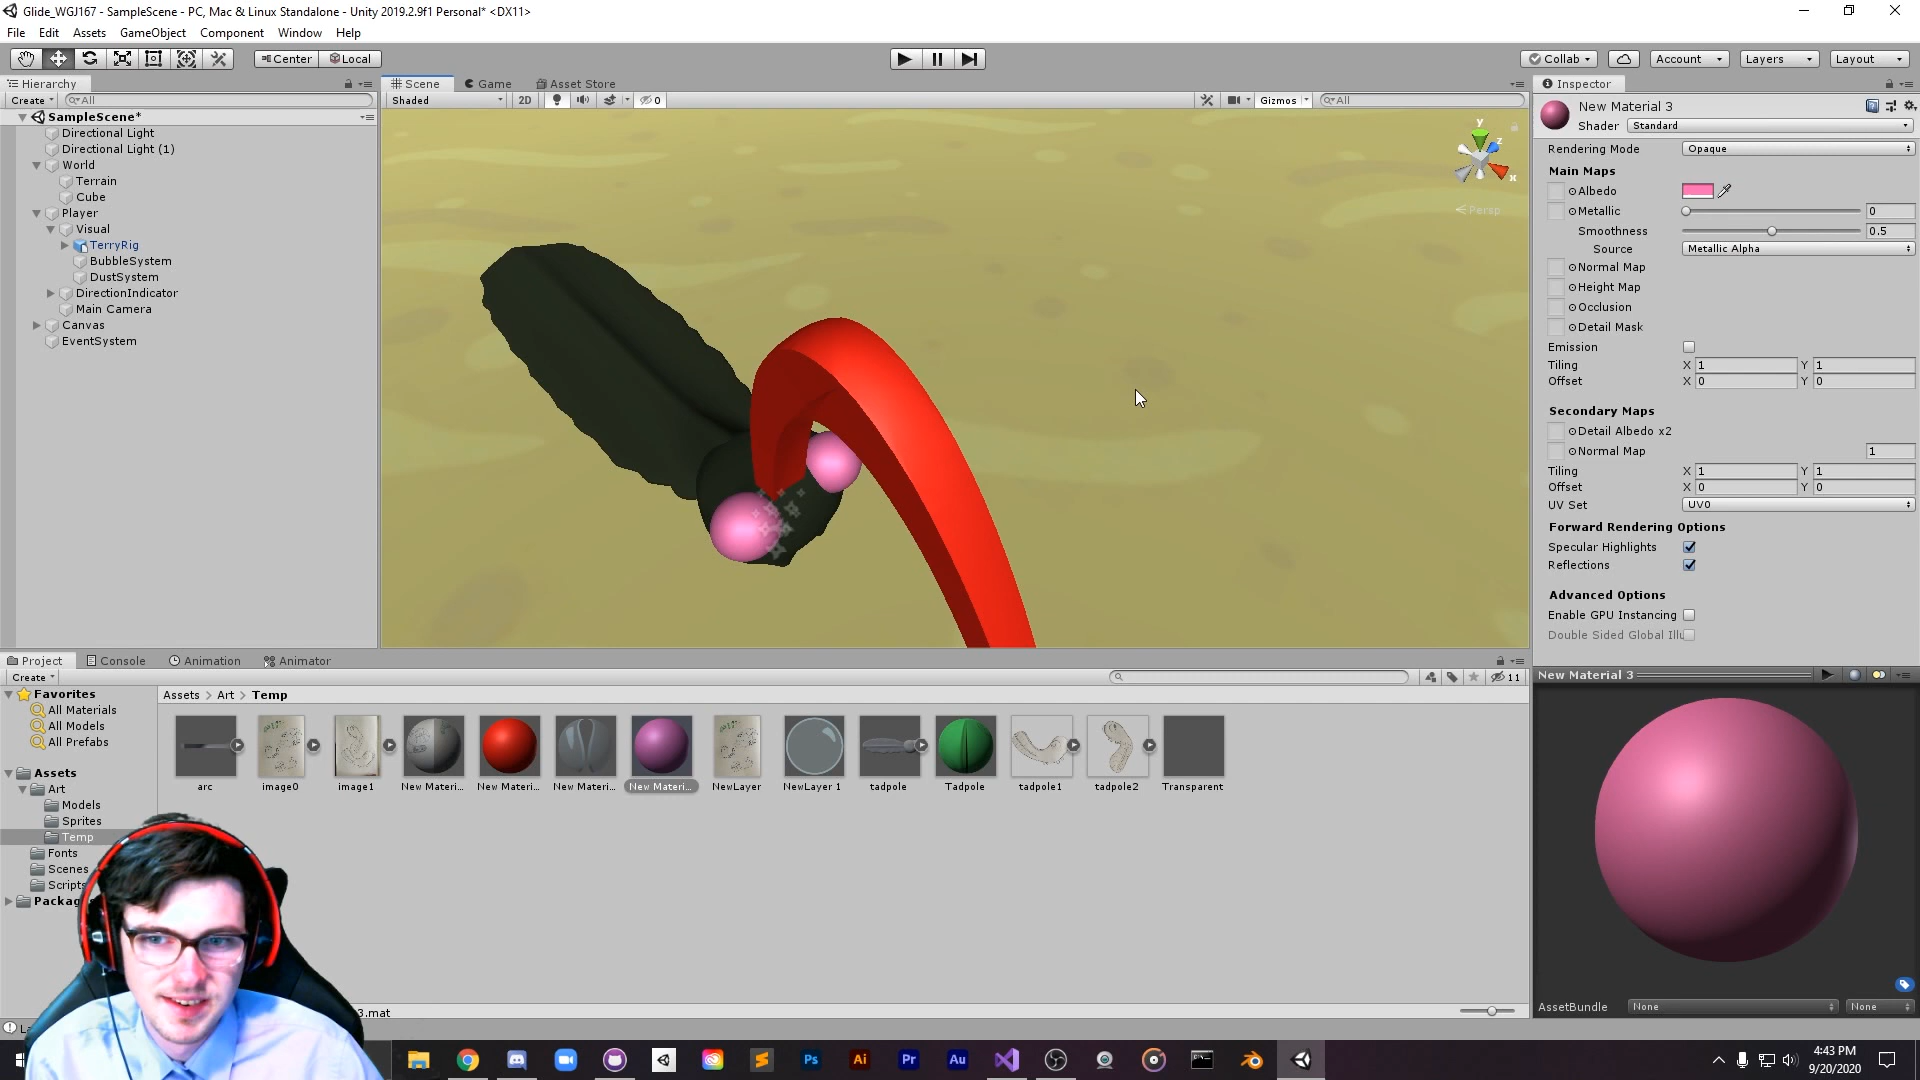 Glide_WGJ167 - SampleScene - PC, Mac & Linux Standalone - Unity 2019.2.9f1 Personal* <DX11>
File Edit Assets GameObject Component Window Help
Center Local Collab Account Layers Layout
Hierarchy
Create All
SampleScene*
Directional Light
Directional Light (1)
World
Terrain
Cube
Player
Visual
TerryRig
BubbleSystem
DustSystem
DirectionIndicator
Main Camera
Canvas
EventSystem
Scene Game Asset Store
Shaded 2D 0 Gizmos All
y
z
x
Persp
Inspector
New Material 3
Shader Standard
Rendering Mode Opaque
Main Maps
Albedo
Metallic 0
Smoothness 0.5
Source Metallic Alpha
Normal Map
Height Map
Occlusion
Detail Mask
Emission
Tiling X 1 Y 1
Offset X 0 Y 0
Secondary Maps
Detail Albedo x2
Normal Map 1
Tiling X 1 Y 1
Offset X 0 Y 0
UV Set UV0
Forward Rendering Options
Specular Highlights
Reflections
Advanced Options
Enable GPU Instancing
Double Sided Global Illu
New Material 3
AssetBundle None None
Project Console Animation Animator
Create 11
Favorites
All Materials
All Models
All Prefabs
Assets
Art
Models
Sprites
Temp
Fonts
Scenes
Scripts
Packag
Assets > Art > Temp
arc image0 image1 New Materi... New Materi... New Materi... New Materi... NewLayer NewLayer 1 tadpole Tadpole tadpole1 tadpole2 Transparent
3.mat
Ps Ai Pr Au
4:43 PM
9/20/2020